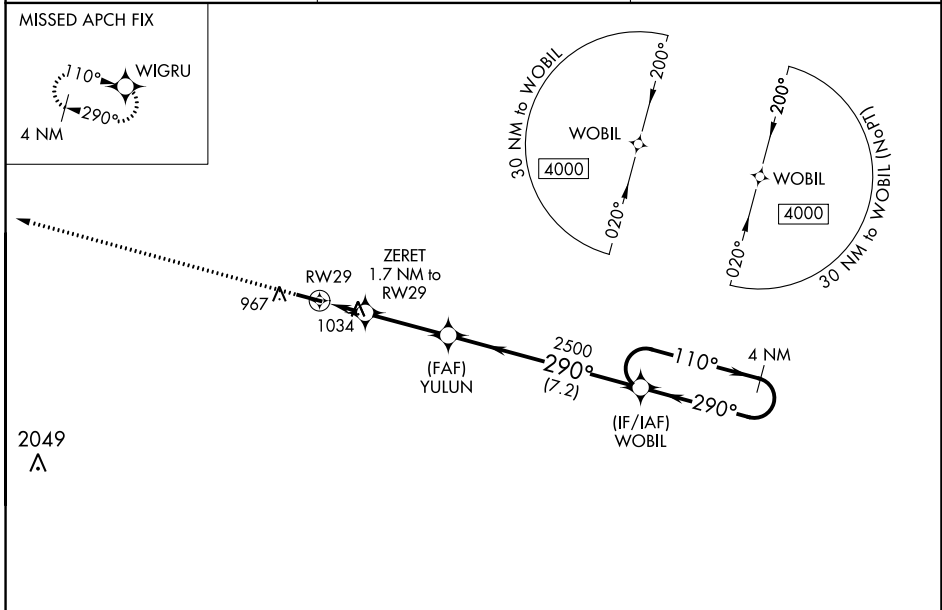 MISSED APCH FIX
110°
WIGRU
290°
4 NM
30 NM to WOBIL
200°
WOBIL
4000
020°
200°
WOBIL
4000
020°
30 NM to WOBIL (NoPT)
ZERET
1.7 NM to
RW29
RW29
967
1034
(FAF)
YULUN
2500
290°
(7.2)
110°
4 NM
290°
(IF/IAF)
WOBIL
2049